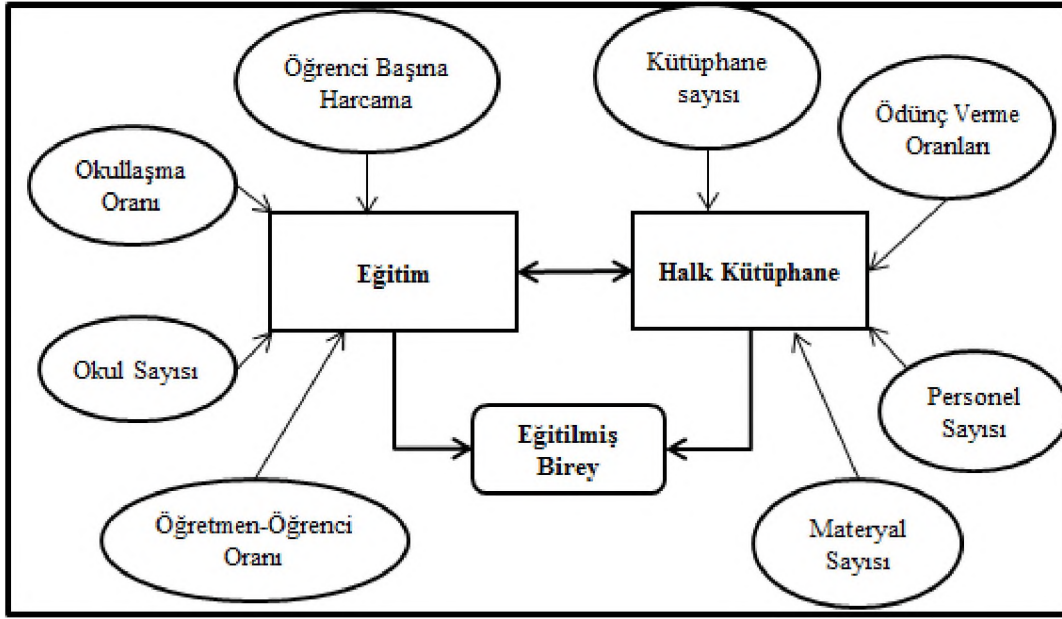 Öğrenci Başına
Harcama
Kütüphane
sayısı
Ödünç Verme
Oranları
Okullaşma
Oranı
Eğitim
Halk Kütüphane
Okul Sayısı
Personel
Sayısı
Eğitilmiş
Birey
Öğretmen-Öğrenci
Oranı
Materyal
Sayısı